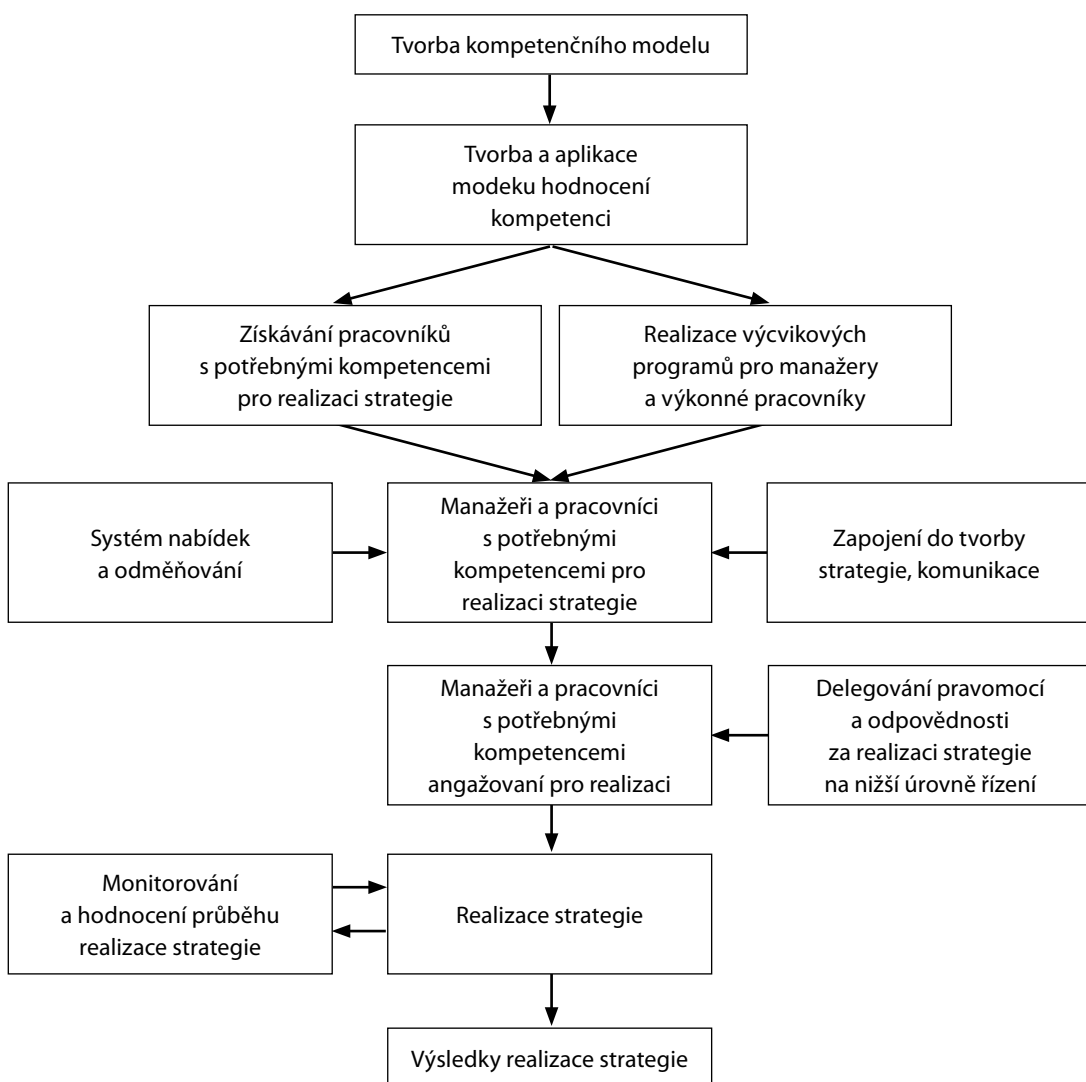 Tvorba kompetenčního modelu
Tvorba a aplikace
modeku hodnocení
kompetenci
Získávání pracovníků
s potřebnými kompetencemi
pro realizaci strategie
Realizace výcvikových
programů pro manažery
a výkonné pracovníky
Systém nabídek
a odměňování
Manažeři a pracovníci
s potřebnými
kompetencemi pro
realizaci strategie
Zapojení do tvorby
strategie, komunikace
Manažeři a pracovníci
s potřebnými
kompetencemi
angažovaní pro realizaci
Delegování pravomocí
a odpovědnosti
za realizaci strategie
na nižší úrovně řízení
Monitorování
a hodnocení průběhu
realizace strategie
Realizace strategie
Výsledky realizace strategie